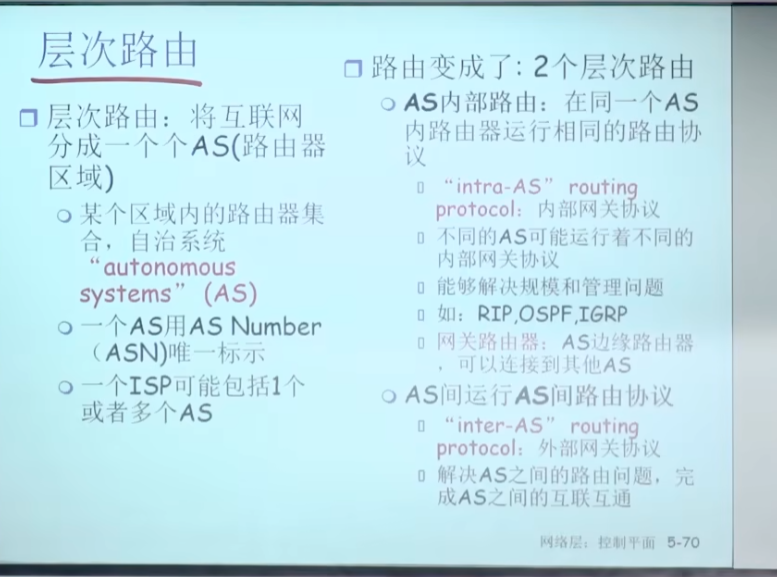 层次路由
层次路由：将互联网
分成一个个AS(路由器
区域)
某个区域内的路由器集
合，自治系统
“autonomous
systems” (AS)
一个AS用AS Number
（ASN)唯一标示
一个ISP可能包括1个
或者多个AS
路由变成了: 2个层次路由
AS内部路由：在同一个AS
内路由器运行相同的路由协
议
“intra-AS” routing
protocol：内部网关协议
不同的AS可能运行着不同的
内部网关协议
能够解决规模和管理问题
如：RIP,OSPF,IGRP
网关路由器：AS边缘路由器
，可以连接到其他AS
AS间运行AS间路由协议
“inter-AS” routing
protocol：外部网关协议
解决AS之间的路由问题，完
成AS之间的互联互通
网络层：控制平面 5-70